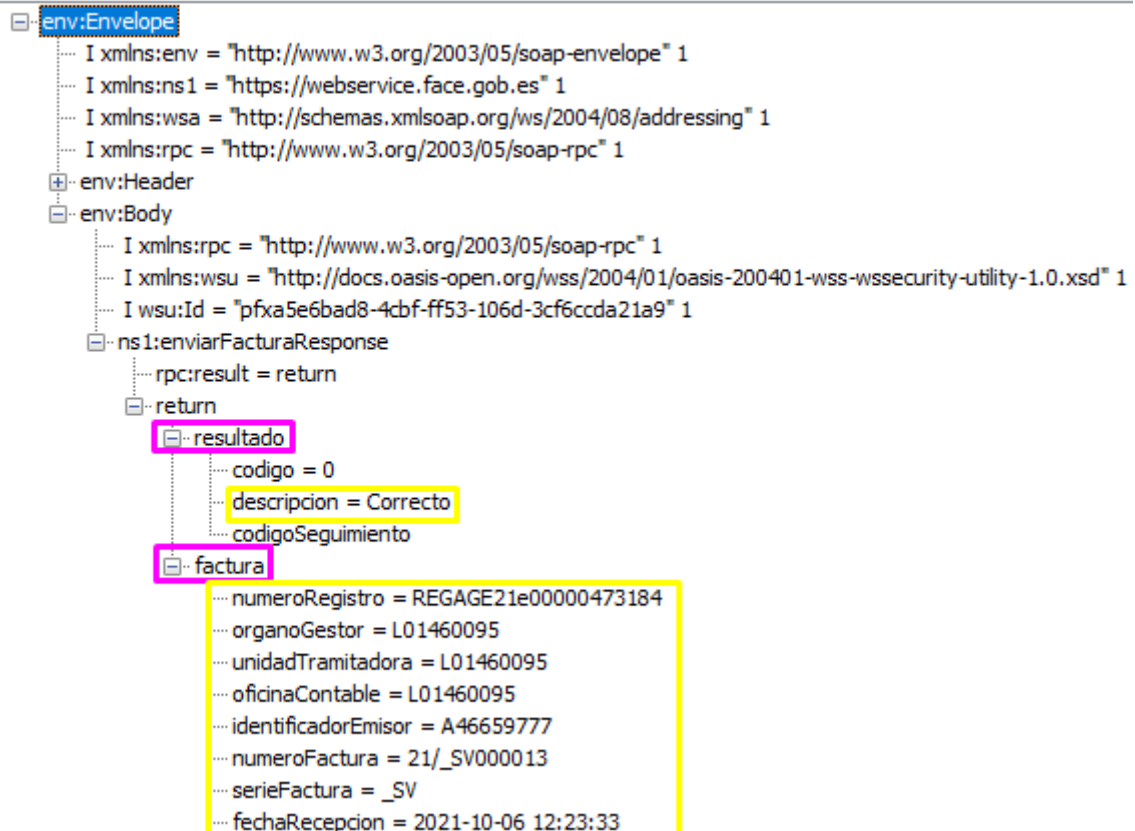 env:Envelope
I xmlns:env = "http://www.w3.org/2003/05/soap-envelope" 1
I xmlns:ns1 = "https://webservice.face.gob.es" 1
I xmlns:wsa = "http://schemas.xmlsoap.org/ws/2004/08/addressing" 1
I xmlns:rpc = "http://www.w3.org/2003/05/soap-rpc" 1
env:Header
env:Body
I xmlns:rpc = "http://www.w3.org/2003/05/soap-rpc" 1
I xmlns:wsu = "http://docs.oasis-open.org/wss/2004/01/oasis-200401-wss-wssecurity-utility-1.0.xsd" 1
I wsu:Id = "pfxa5e6bad8-4cbf-ff53-106d-3cf6ccda21a9" 1
ns1:enviarFacturaResponse
rpc:result = return
return
resultado
codigo = 0
descripcion = Correcto
codigoSeguimiento
factura
numeroRegistro = REGAGE21e00000473184
organoGestor = L01460095
unidadTramitadora = L01460095
oficinaContable = L01460095
identificadorEmisor = A46659777
numeroFactura = 21/_SV000013
serieFactura = _SV
fechaRecepcion = 2021-10-06 12:23:33